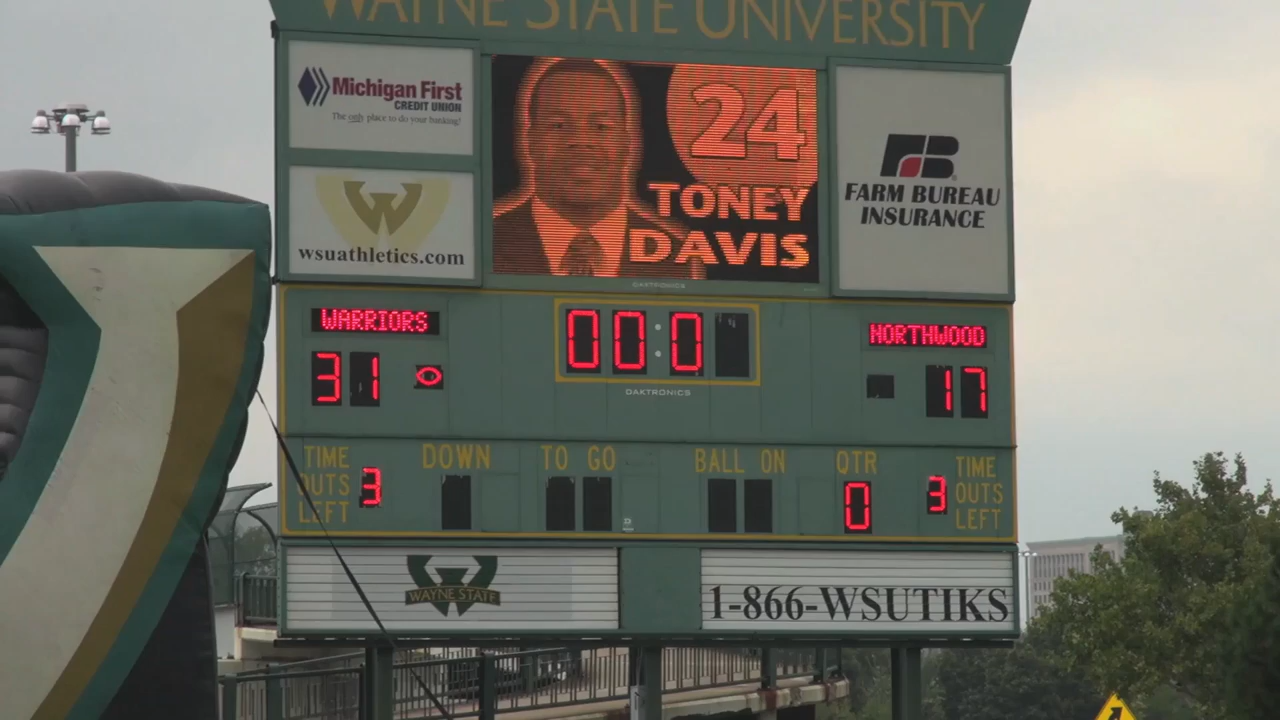 WAYNE STATE UNIVERSITY
Michigan First
CREDIT UNION
The only place to do your banking!
W
wsuathletics.com
24
TONEY
DAVIS
FB
FARM BUREAU
INSURANCE
DAKTRONICS
WARRIORS
31
000:0
NORTHWOOD
17
DAKTRONICS
TIME
OUTS
LEFT
3
DOWN
TO GO
BALL ON
QTR
0
3
TIME
OUTS
LEFT
WAYNE STATE
1-866-WSUTIKS